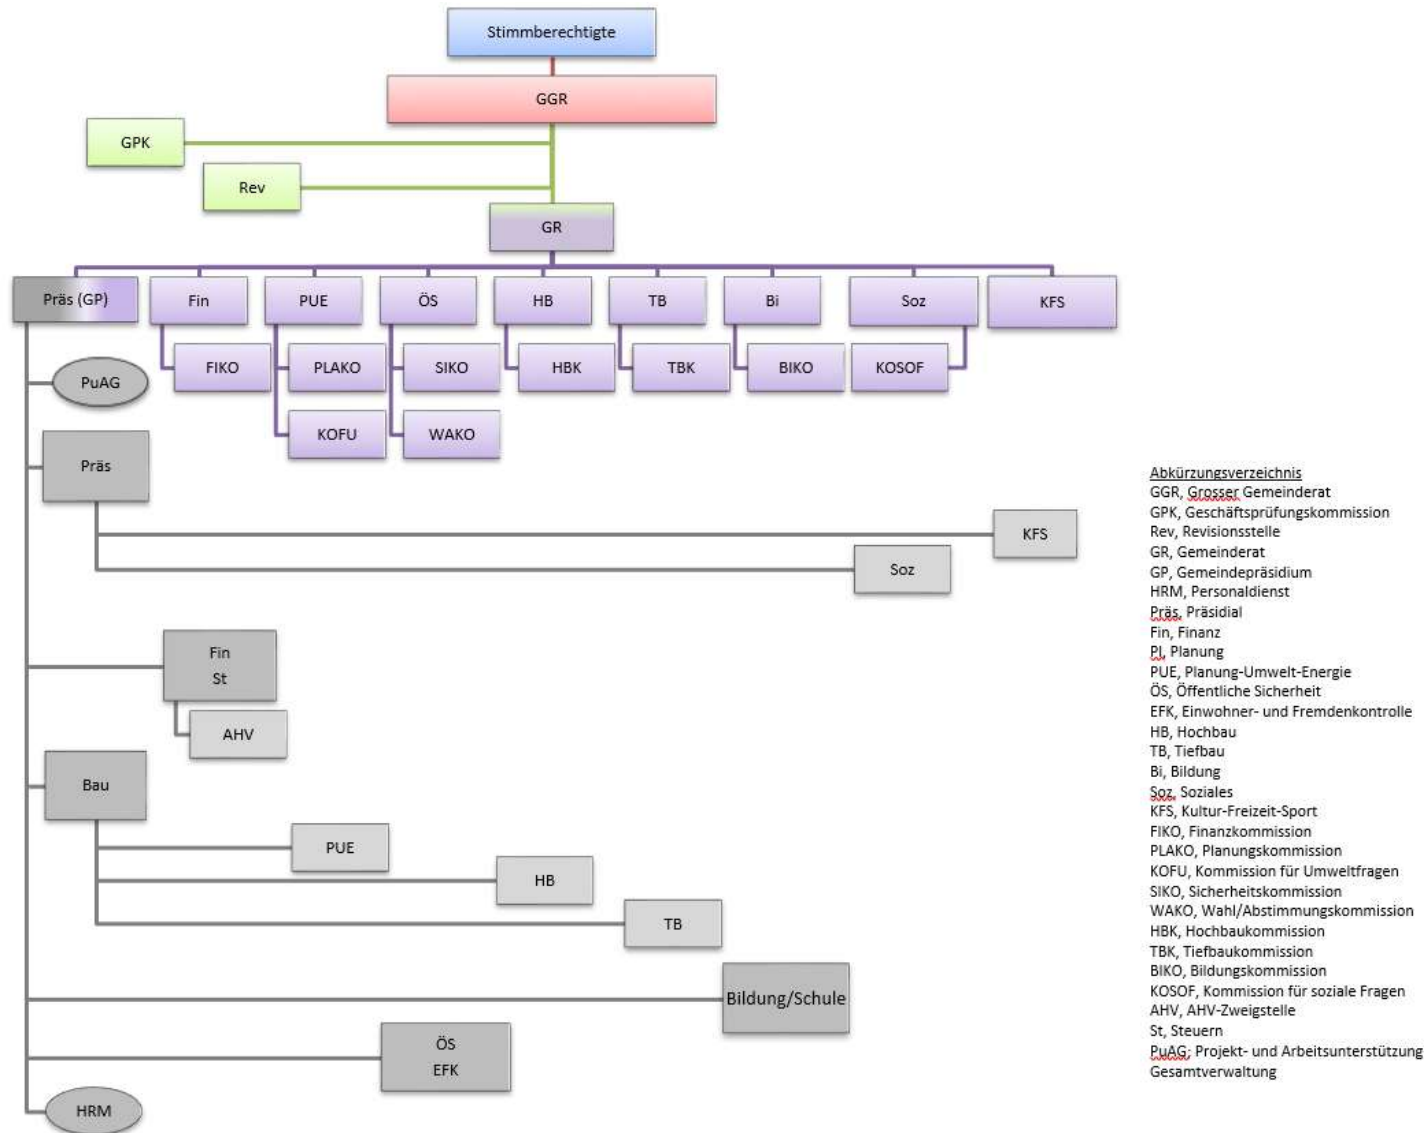 Stimmberechtigte
GGR
GPK
Rev
GR
Präs (GP)
Fin
PUE
ÖS
HB
TB
Bi
Soz
KFS
FIKO
PLAKO
SIKO
HBK
TBK
BIKO
KOSOF
PuAG
KOFU
WAKO
Präs
KFS
Soz
Fin
St
AHV
Bau
PUE
HB
TB
Bildung/Schule
ÖS
EFK
HRM
Abkürzungsverzeichnis
GGR, Grosser Gemeinderat
GPK, Geschäftsprüfungskommission
Rev, Revisionsstelle
GR, Gemeinderat
GP, Gemeindepräsidium
HRM, Personaldienst
Präs, Präsidial
Fin, Finanz
Pl, Planung
PUE, Planung-Umwelt-Energie
ÖS, Öffentliche Sicherheit
EFK, Einwohner- und Fremdenkontrolle
HB, Hochbau
TB, Tiefbau
Bi, Bildung
Soz, Soziales
KFS, Kultur-Freizeit-Sport
FIKO, Finanzkommission
PLAKO, Planungskommission
KOFU, Kommission für Umweltfragen
SIKO, Sicherheitskommission
WAKO, Wahl/Abstimmungskommission
HBK, Hochbaukommission
TBK, Tiefbaukommission
BIKO, Bildungskommission
KOSOF, Kommission für soziale Fragen
AHV, AHV-Zweigstelle
St, Steuern
PuAG; Projekt- und Arbeitsunterstützung
Gesamtverwaltung